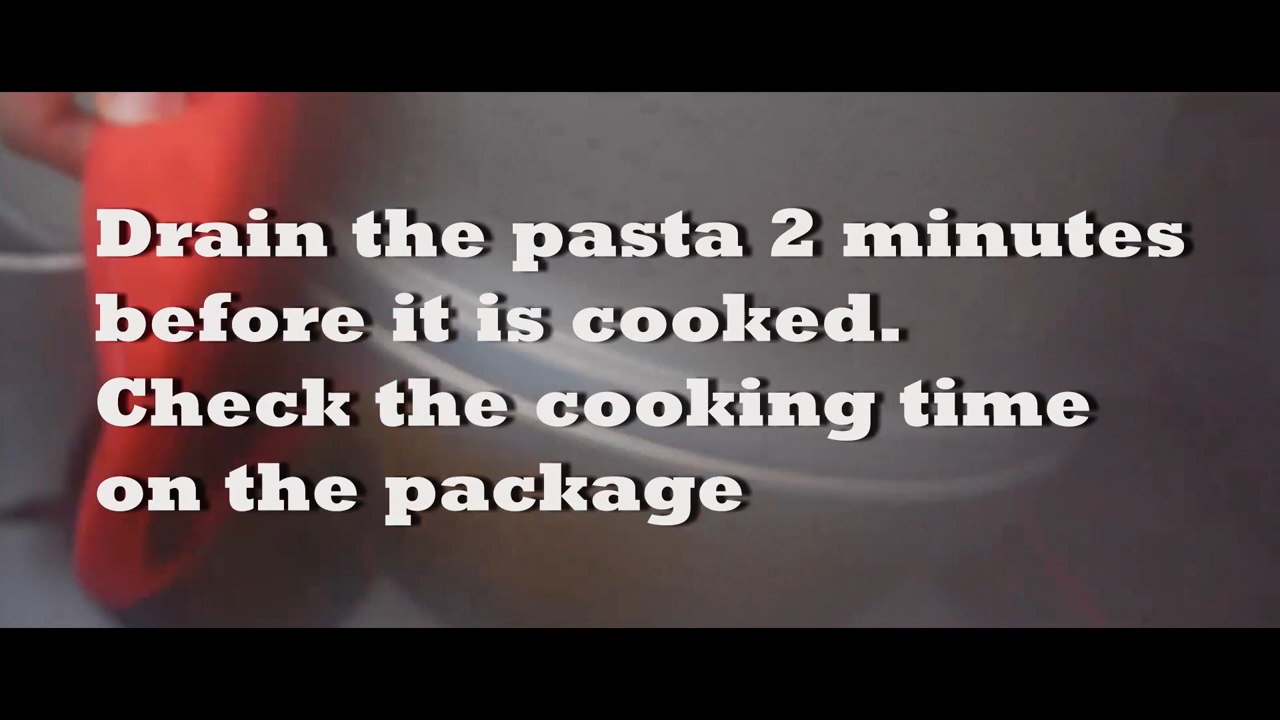 Drain the pasta 2 minutes
before it is cooked.
Check the cooking time
on the package